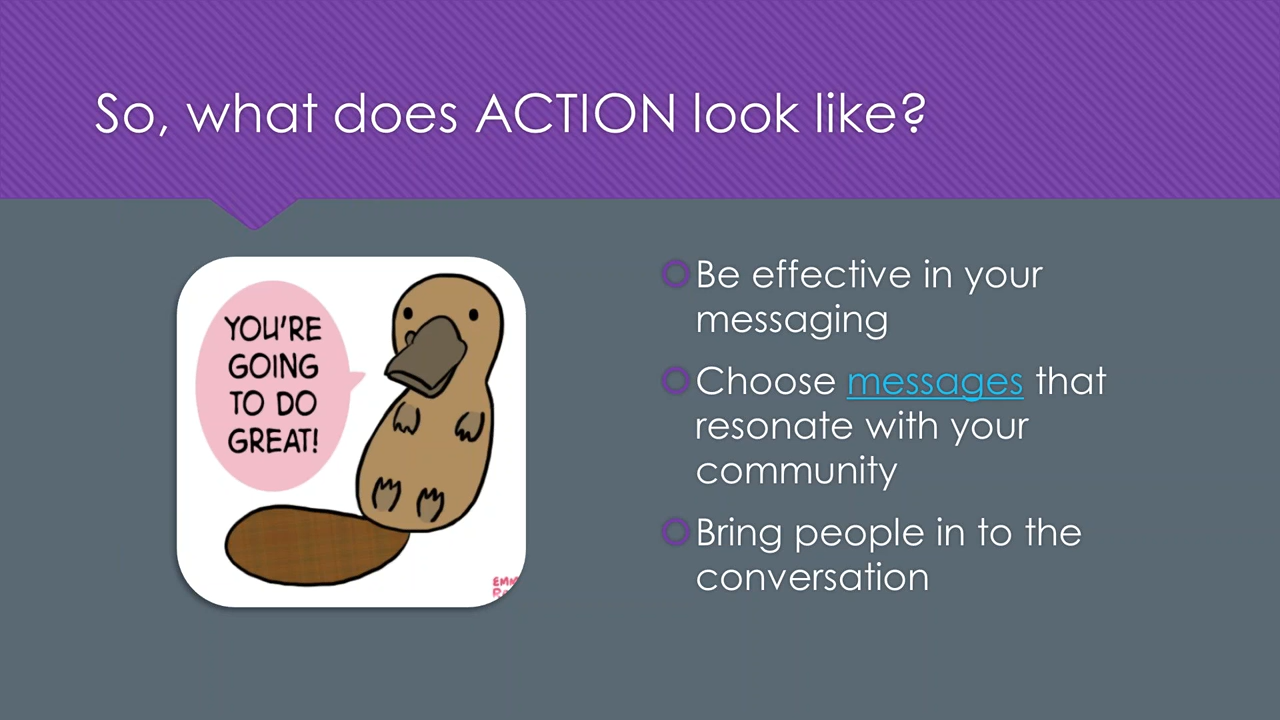 So, what does ACTION look like?
YOU'RE
GOING
TO DO
GREAT!
Be effective in your
messaging
Choose messages that
resonate with your
community
Bring people in to the
conversation